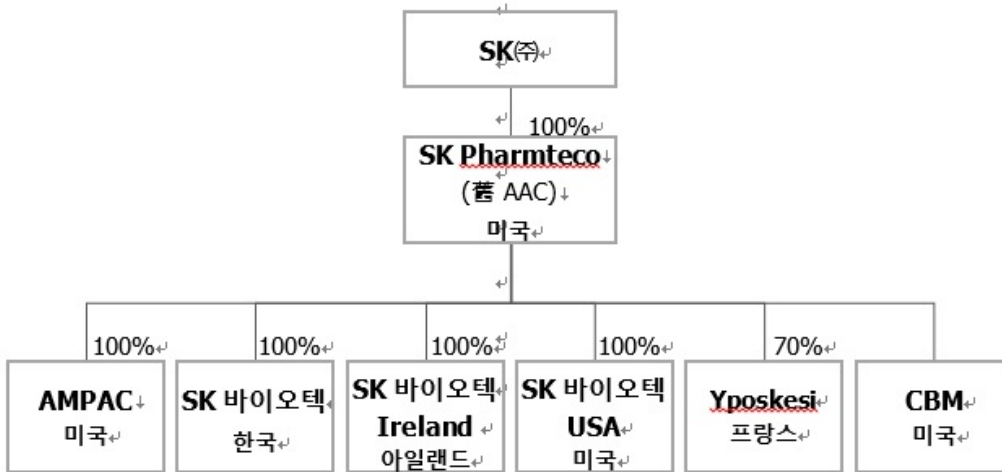 SK㈜
100%
SK Pharmteco
(舊 AAC)
미국
100%
100%
100%
100%
70%
AMPAC
미국
SK 바이오텍
한국
SK 바이오텍
Ireland
아일랜드
SK 바이오텍
USA
미국
Yposkesi
프랑스
CBM
미국